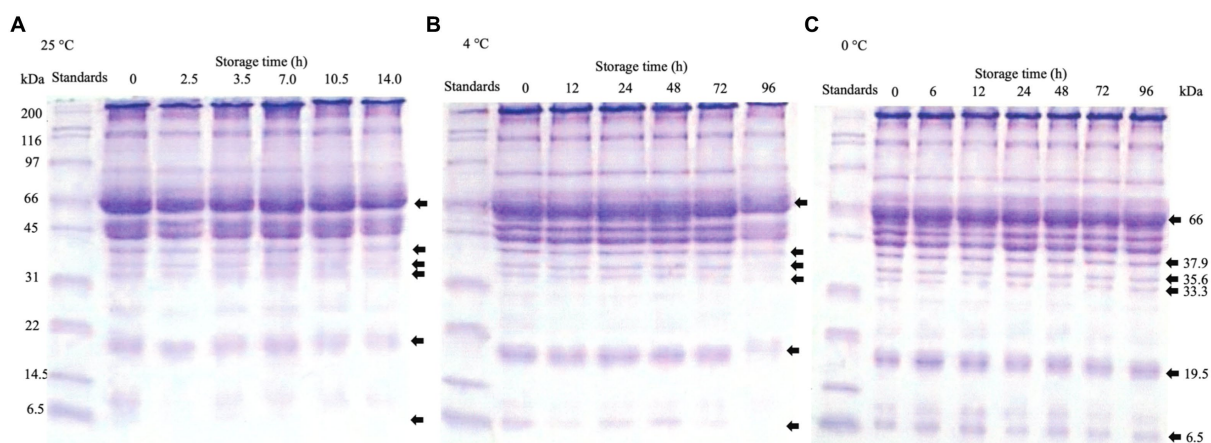 A
25 °C
Storage time (h)
kDa Standards 0 2.5 3.5 7.0 10.5 14.0
200
116
97
66
45
31
22
14.5
6.5
B
4 °C
Storage time (h)
Standards 0 12 24 48 72 96
C
0 °C
Storage time (h)
Standards 0 6 12 24 48 72 96 kDa
66
37.9
35.6
33.3
19.5
6.5